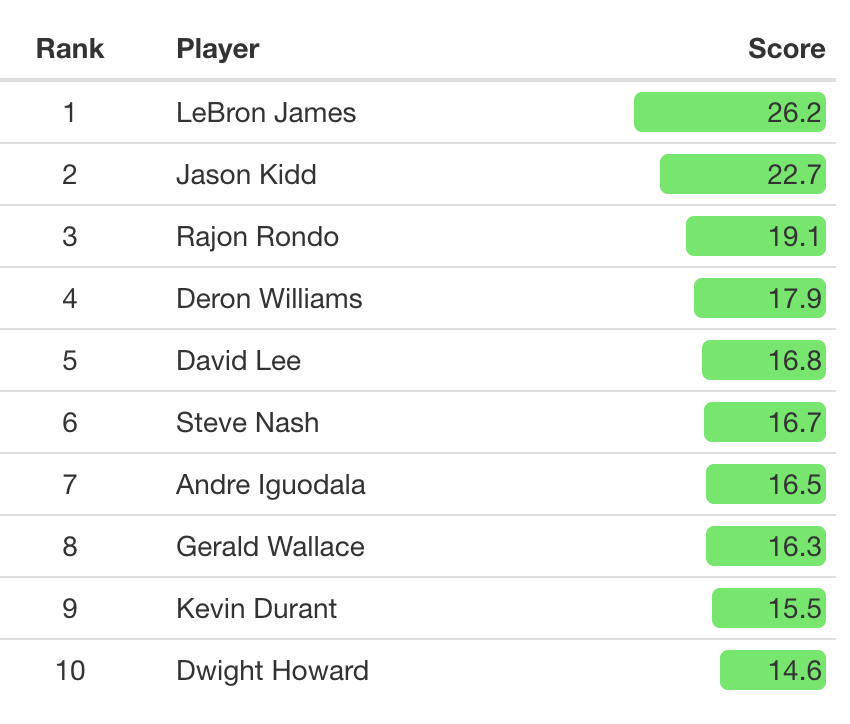 Rank Player Score
1 LeBron James 26.2
2 Jason Kidd 22.7
3 Rajon Rondo 19.1
4 Deron Williams 17.9
5 David Lee 16.8
6 Steve Nash 16.7
7 Andre Iguodala 16.5
8 Gerald Wallace 16.3
9 Kevin Durant 15.5
10 Dwight Howard 14.6